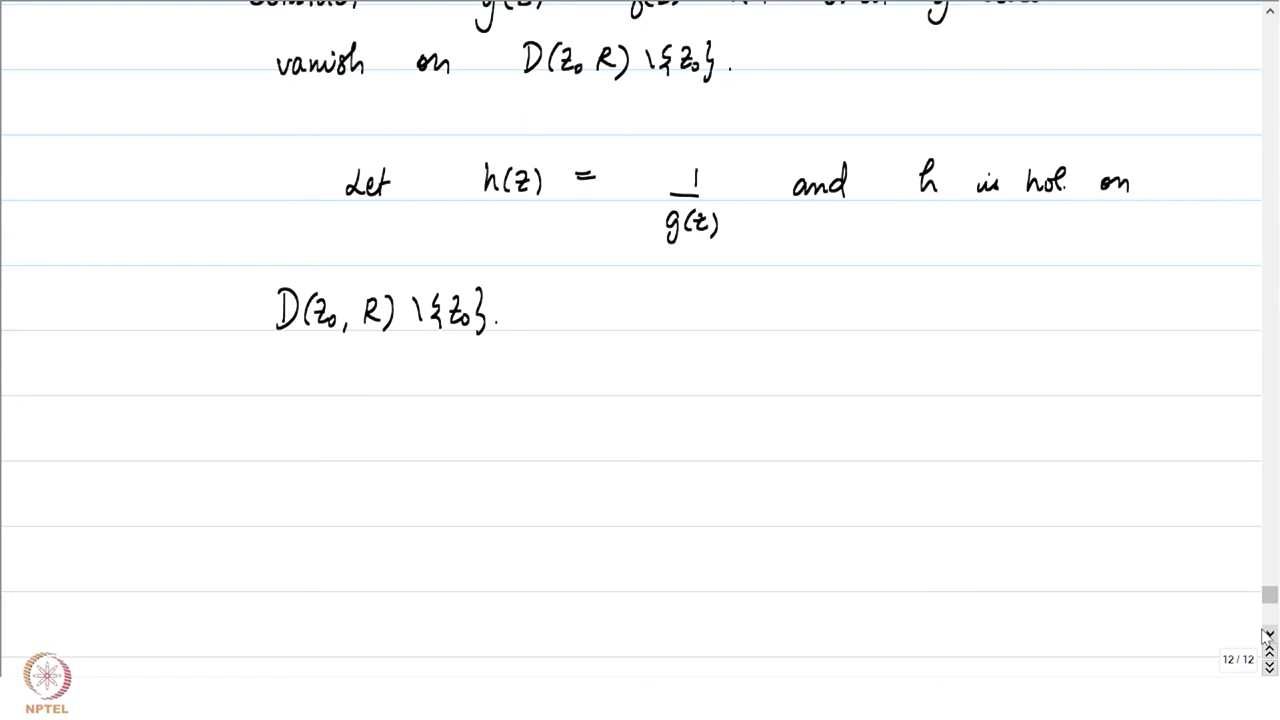 vanish on D(z₀ R) \ {z₀}.
Let h(z) = 1/g(z) and h is hol. on
D(z₀, R) \ {z₀}.
12 / 12
NPTEL